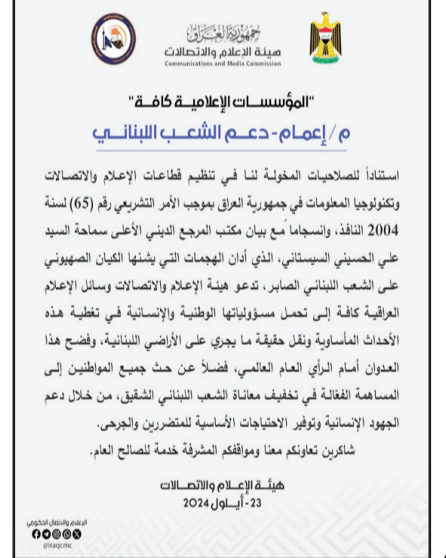 جمهورية العراق
هيئة الإعلام والاتصالات
Communications and Media Commission
"المؤسسات الإعلامية كافة"
م/ إعمام - دعم الشعب اللبناني
استناداً للصلاحيات المخولة لنا في تنظيم قطاعات الإعلام والاتصالات
وتكنولوجيا المعلومات في جمهورية العراق بموجب الأمر التشريعي رقم (65) لسنة
2004 النافذ، وانسجاماً مع بيان مكتب المرجع الديني الأعلى سماحة السيد
علي الحسيني السيستاني، الذي أدان الهجمات التي يشنها الكيان الصهيوني
على الشعب اللبناني الصابر، تدعو هيئة الإعلام والاتصالات وسائل الإعلام
العراقية كافة إلى تحمل مسؤولياتها الوطنية والإنسانية في تغطية هذه
الأحداث المأساوية ونقل حقيقة ما يجري على الأراضي اللبنانية، وفضح هذا
العدوان أمام الرأي العام العالمي، فضلاً عن حث جميع المواطنين إلى
المساهمة الفعّالة في تخفيف معاناة الشعب اللبناني الشقيق، من خلال دعم
الجهود الإنسانية وتوفير الاحتياجات الأساسية للمتضررين والجرحى.
شاكرين تعاونكم معنا ومواقفكم المشرفة خدمة للصالح العام.
هيئة الإعلام والاتصالات
23 - أيلول 2024
الإعلام والاتصال الحكومي
@iraqcmc